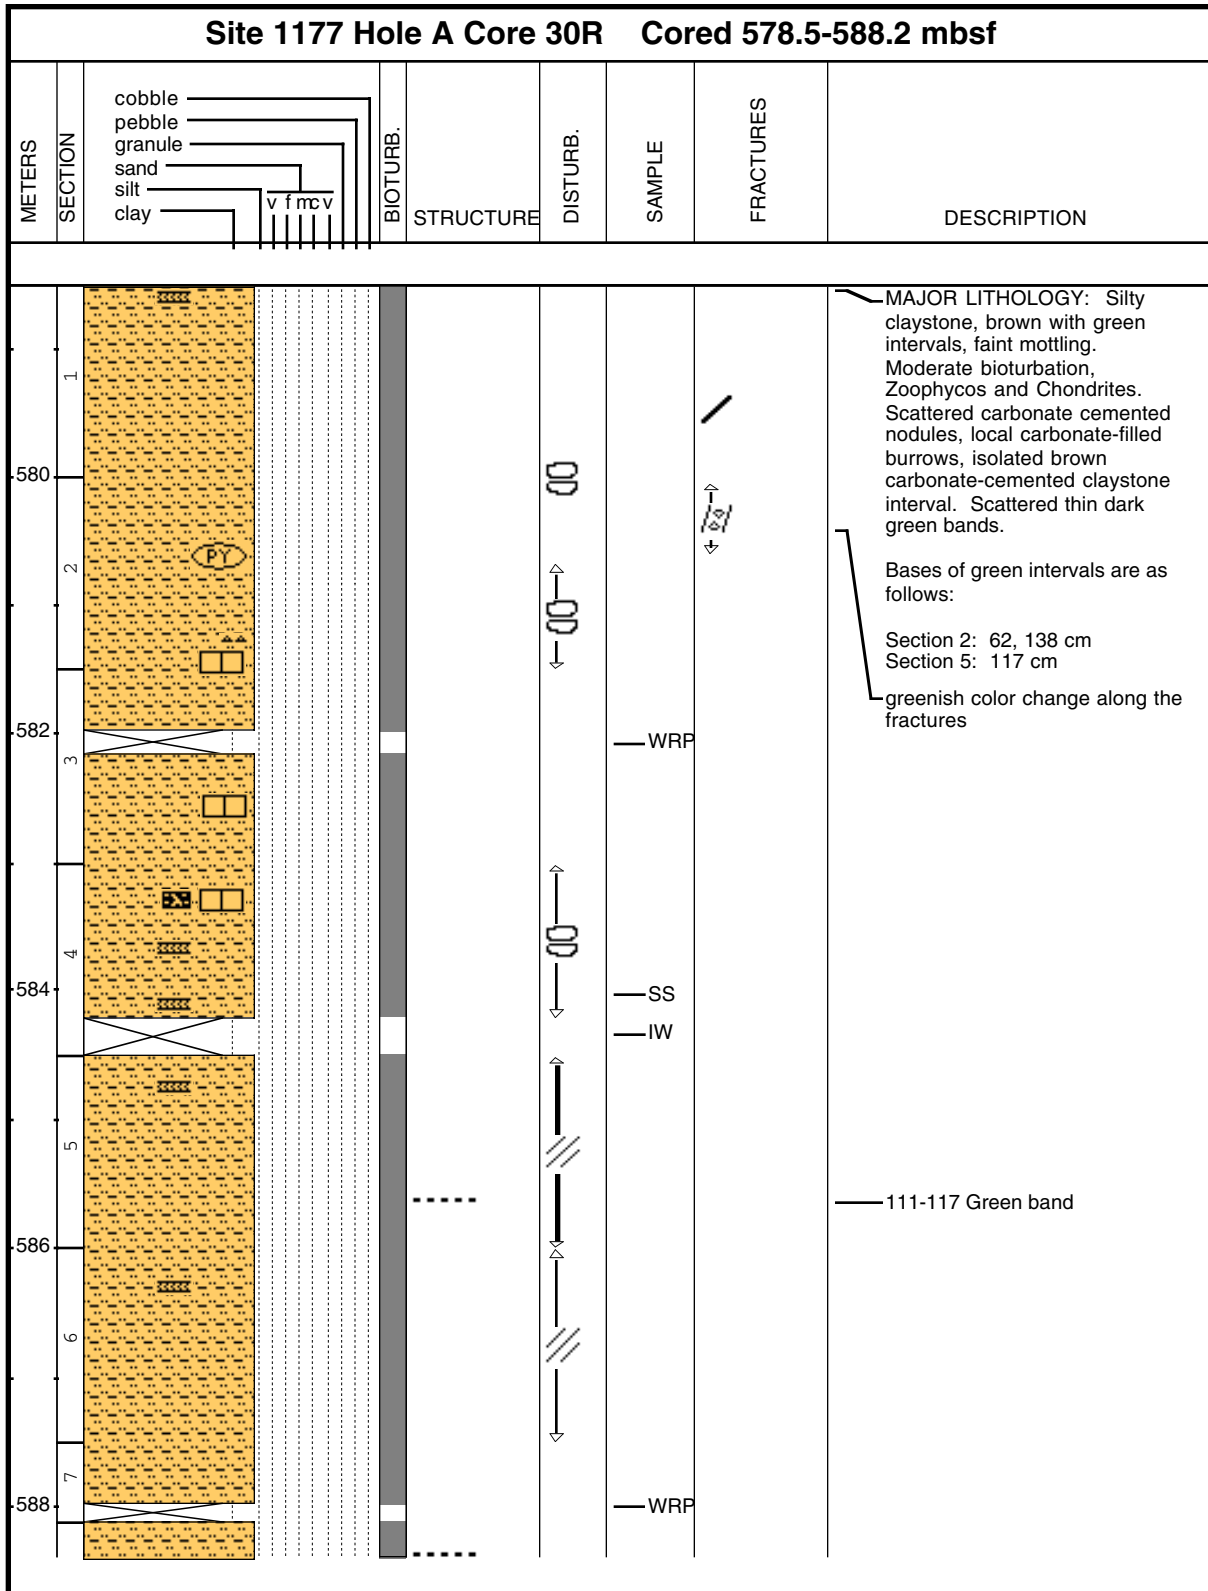 Site 1177 Hole A Core 30R Cored 578.5-588.2 mbsf
METERS
SECTION
cobble
pebble
granule
sand
silt
clay
v f m c v
BIOTURB.
STRUCTURE
DISTURB.
SAMPLE
FRACTURES
DESCRIPTION
MAJOR LITHOLOGY: Silty
claystone, brown with green
intervals, faint mottling.
Moderate bioturbation,
Zoophycos and Chondrites.
Scattered carbonate cemented
nodules, local carbonate-filled
burrows, isolated brown
carbonate-cemented claystone
interval. Scattered thin dark
green bands.
Bases of green intervals are as
follows:
Section 2: 62, 138 cm
Section 5: 117 cm
greenish color change along the
fractures
1
580
PY
2
582
WRP
3
4
584
SS
IW
5
111-117 Green band
586
6
7
588
WRP